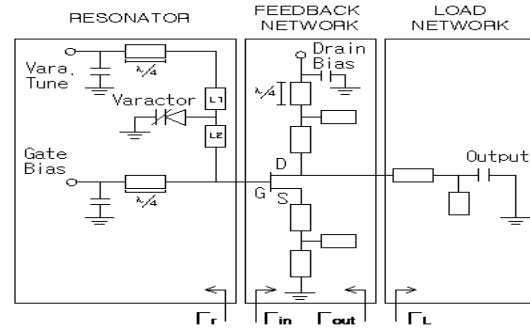 RESONATOR
FEEDBACK
NETWORK
LOAD
NETWORK
Vara.
Tune
λ/4
Varactor
L1
L2
Gate
Bias
λ/4
Drain
Bias
λ/4
D
G
S
Output
Γr
Γin
Γout
ΓL